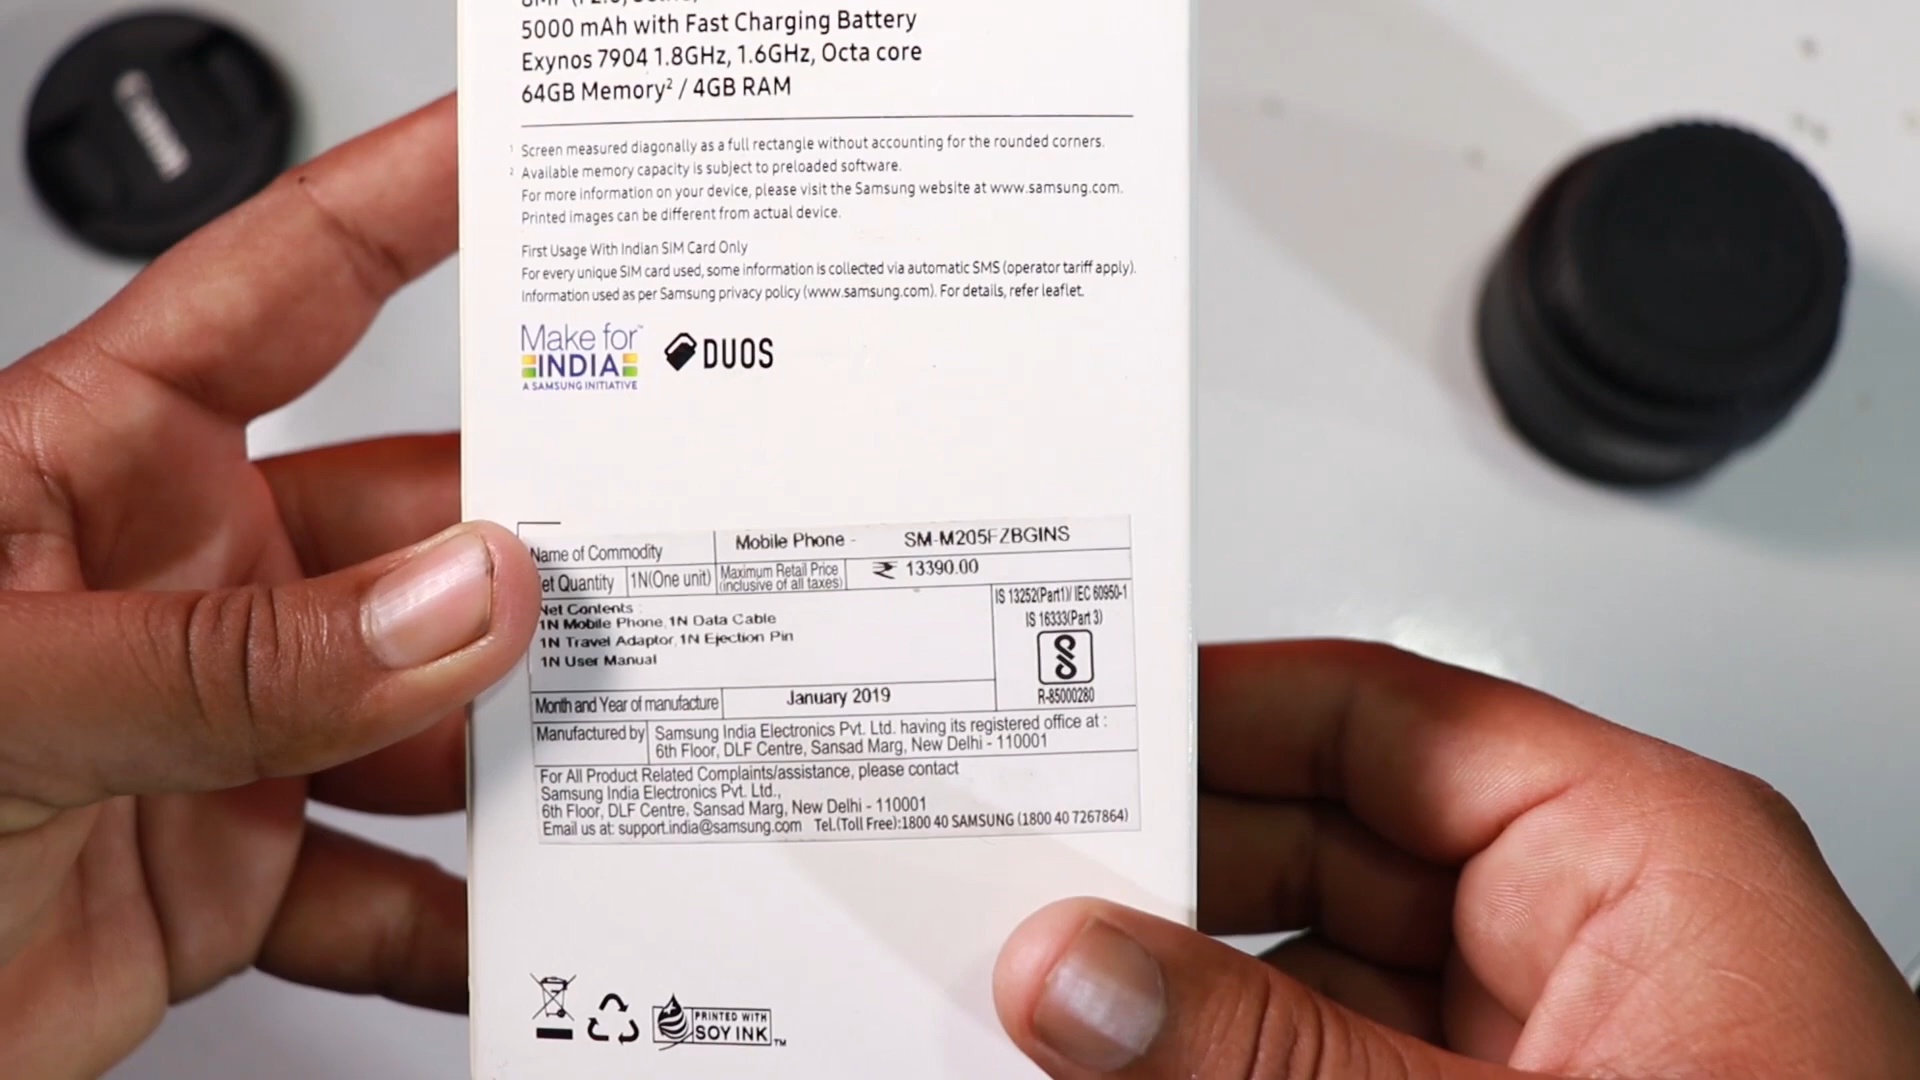 5000 mAh with Fast Charging Battery
Exynos 7904 1.8GHz, 1.6GHz, Octa core
64GB Memory² / 4GB RAM
¹ Screen measured diagonally as a full rectangle without accounting for the rounded corners.
² Available memory capacity is subject to preloaded software.
For more information on your device, please visit the Samsung website at www.samsung.com.
Printed images can be different from actual device.
First Usage With Indian SIM Card Only
For every unique SIM card used, some information is collected via automatic SMS (operator tariff apply).
Information used as per Samsung privacy policy (www.samsung.com). For details, refer leaflet.
Make for™
INDIA
A SAMSUNG INITIATIVE
DUOS
Name of Commodity Mobile Phone - SM-M205FZBGINS
et Quantity 1N(One unit) Maximum Retail Price (inclusive of all taxes) ₹ 13390.00
Net Contents :
1N Mobile Phone, 1N Data Cable
1N Travel Adaptor, 1N Ejection Pin
1N User Manual
IS 13252(Part1)/ IEC 60950-1
IS 16333(Part 3)
R-85000280
Month and Year of manufacture January 2019
Manufactured by Samsung India Electronics Pvt. Ltd. having its registered office at :
6th Floor, DLF Centre, Sansad Marg, New Delhi - 110001
For All Product Related Complaints/assistance, please contact
Samsung India Electronics Pvt. Ltd.,
6th Floor, DLF Centre, Sansad Marg, New Delhi - 110001
Email us at: support.india@samsung.com Tel.(Toll Free):1800 40 SAMSUNG (1800 40 7267864)
PRINTED WITH
SOY INK™